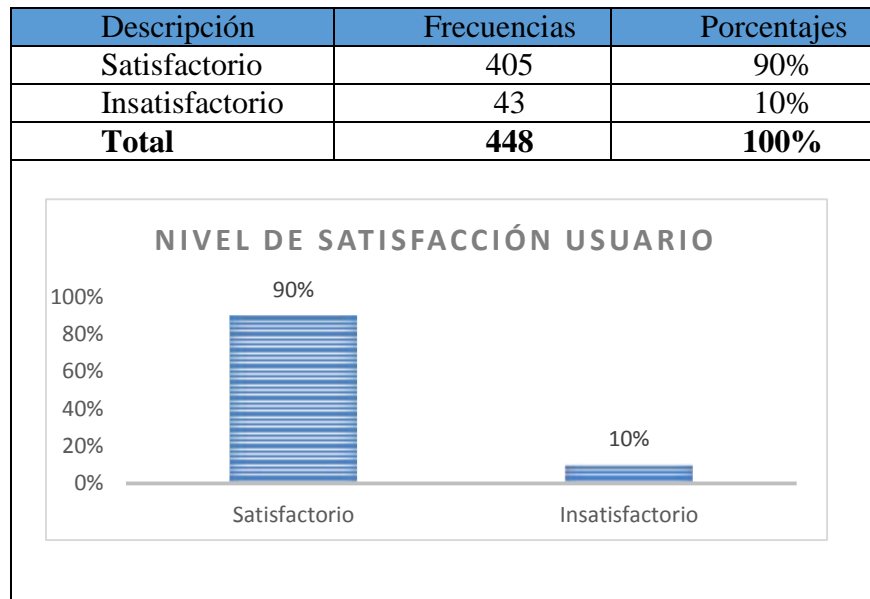 Descripción Frecuencias Porcentajes
Satisfactorio 405 90%
Insatisfactorio 43 10%
Total 448 100%
NIVEL DE SATISFACCIÓN USUARIO
90%
100%
80%
60%
40%
10%
20%
0%
Satisfactorio Insatisfactorio